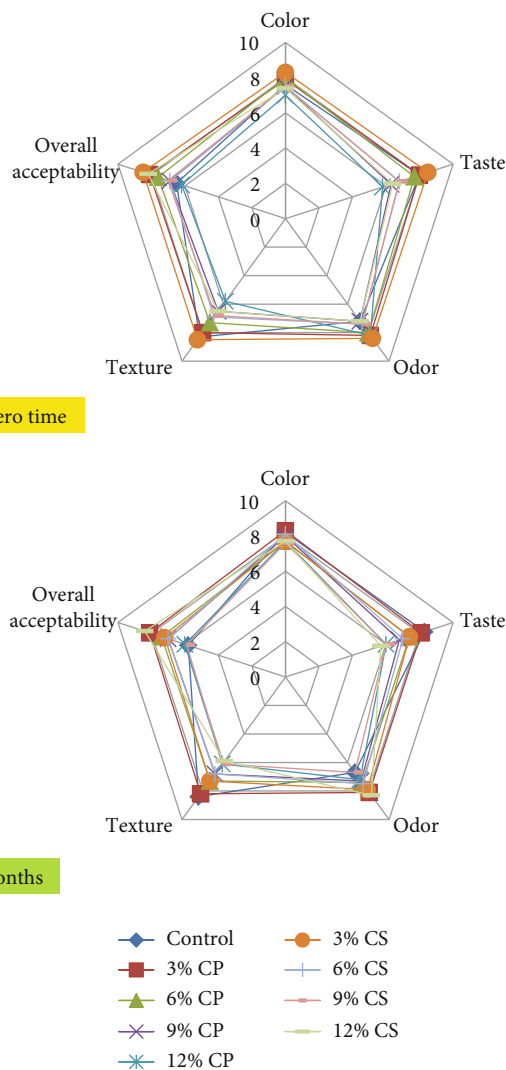 Color
10
8
6
4
2
0
Overall
acceptability
Taste
Texture
Odor
ero time
Color
10
8
6
4
2
0
Overall
acceptability
Taste
Texture
Odor
onths
Control
3% CS
3% CP
6% CS
6% CP
9% CS
9% CP
12% CS
12% CP